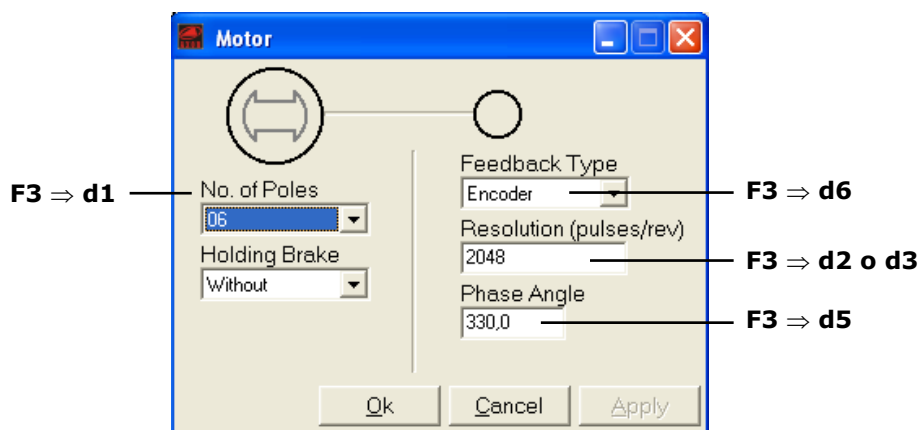 Motor
F3 ⇒ d1
No. of Poles
06
Holding Brake
Without
Feedback Type
Encoder
F3 ⇒ d6
Resolution (pulses/rev)
2048
F3 ⇒ d2 o d3
Phase Angle
330,0
F3 ⇒ d5
Ok
Cancel
Apply